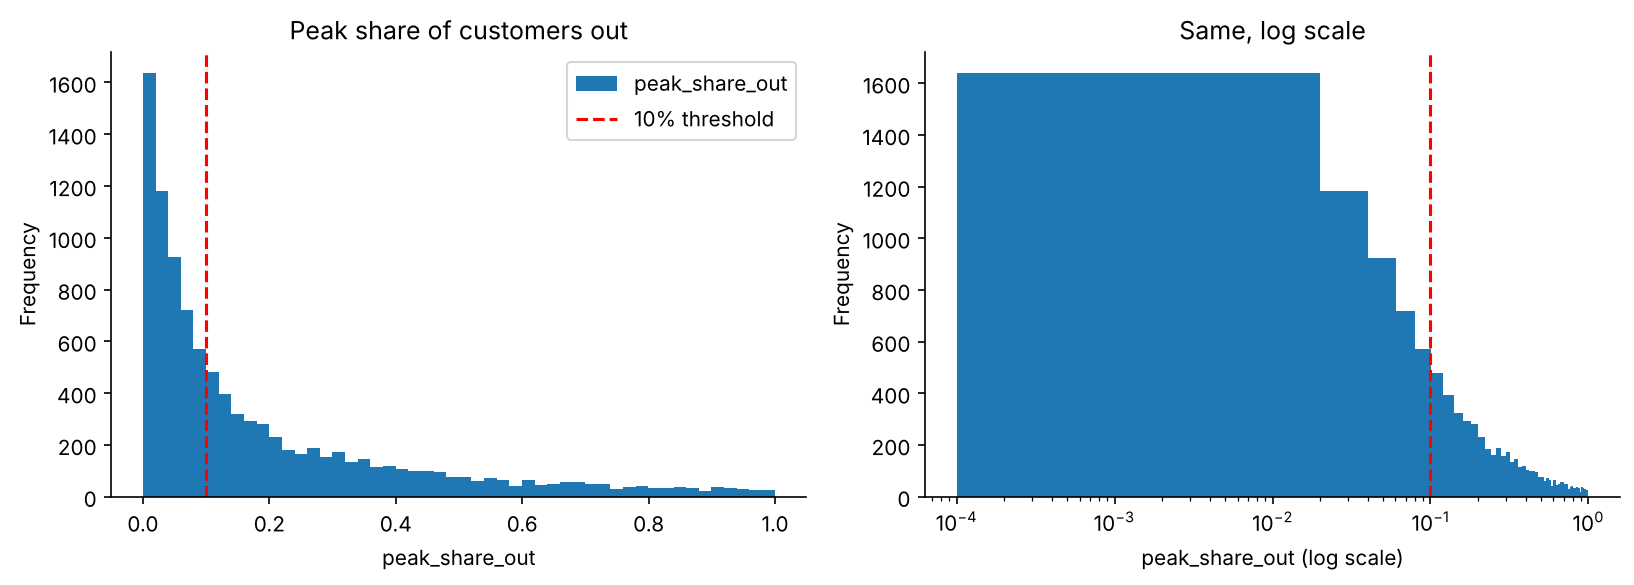 Peak share of customers out
Frequency
1600
1400
1200
1000
800
600
400
200
0
0.0 0.2 0.4 0.6 0.8 1.0
peak_share_out
peak_share_out
10% threshold
Same, log scale
Frequency
1600
1400
1200
1000
800
600
400
200
0
10⁻⁴ 10⁻³ 10⁻² 10⁻¹ 10⁰
peak_share_out (log scale)